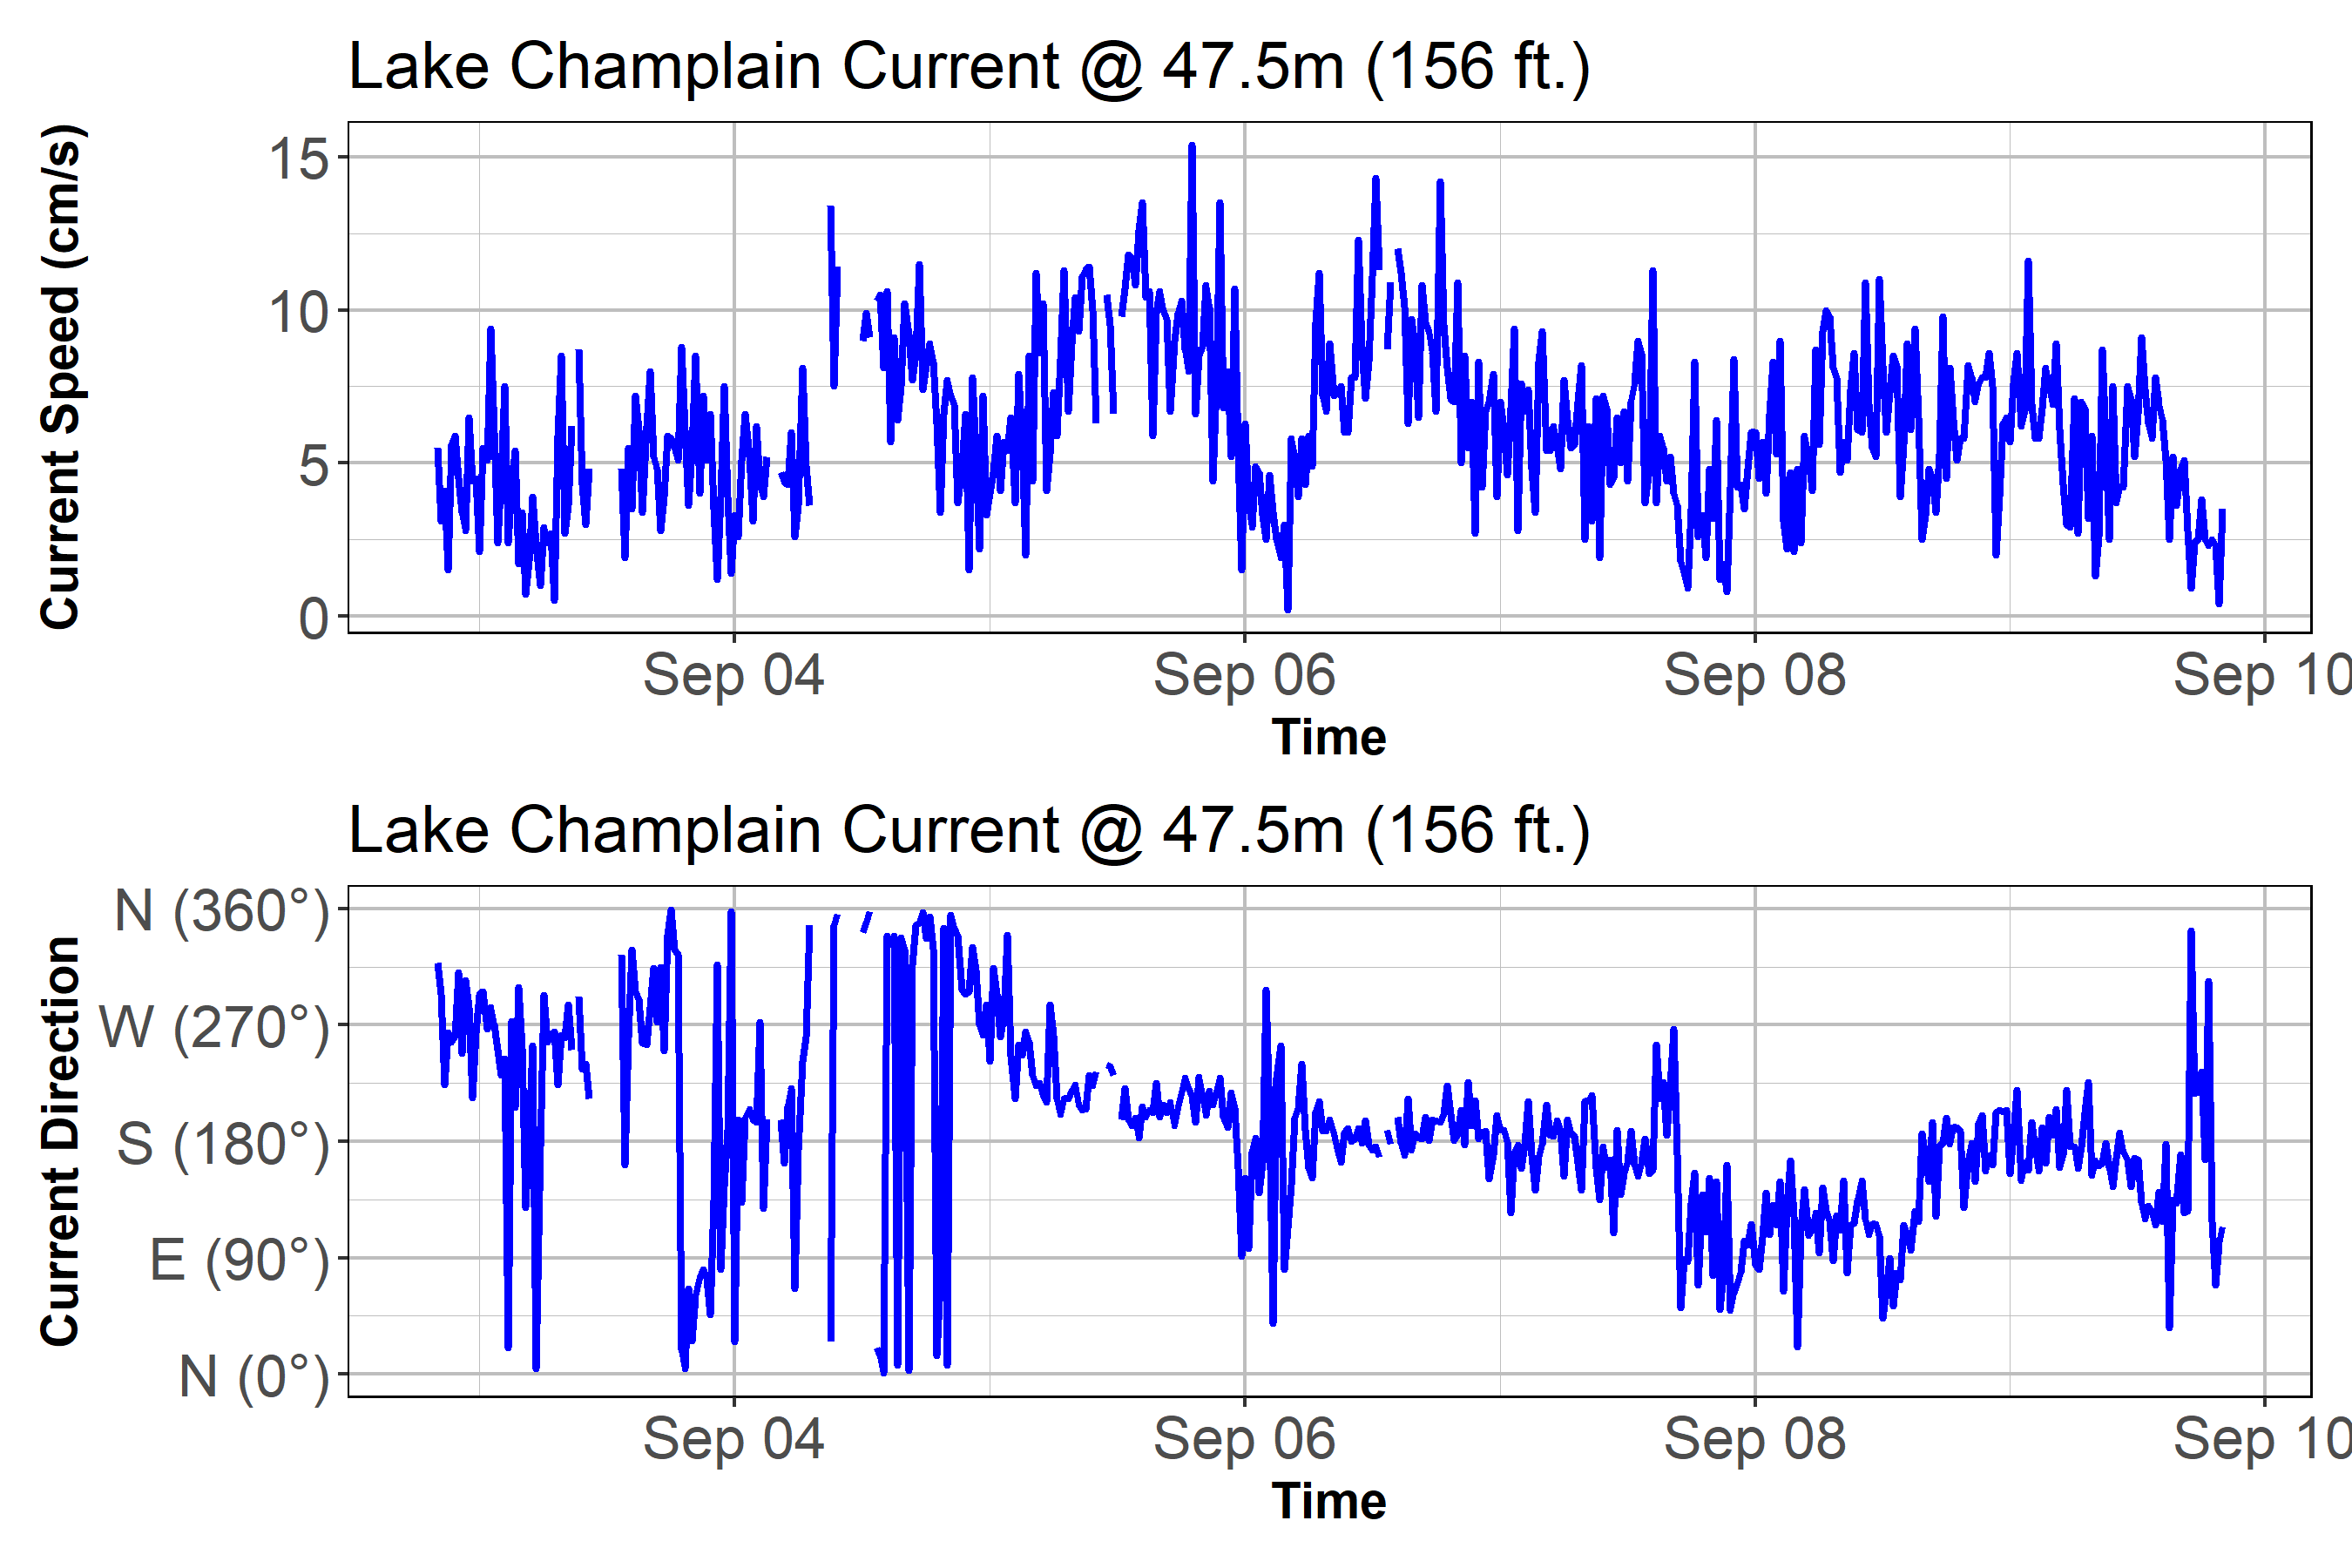 Lake Champlain Current @ 47.5m (156 ft.)
Current Speed (cm/s)
15
10
5
0
Sep 04 Sep 06 Sep 08 Sep 10
Time
Lake Champlain Current @ 47.5m (156 ft.)
Current Direction
N (360°)
W (270°)
S (180°)
E (90°)
N (0°)
Sep 04 Sep 06 Sep 08 Sep 10
Time